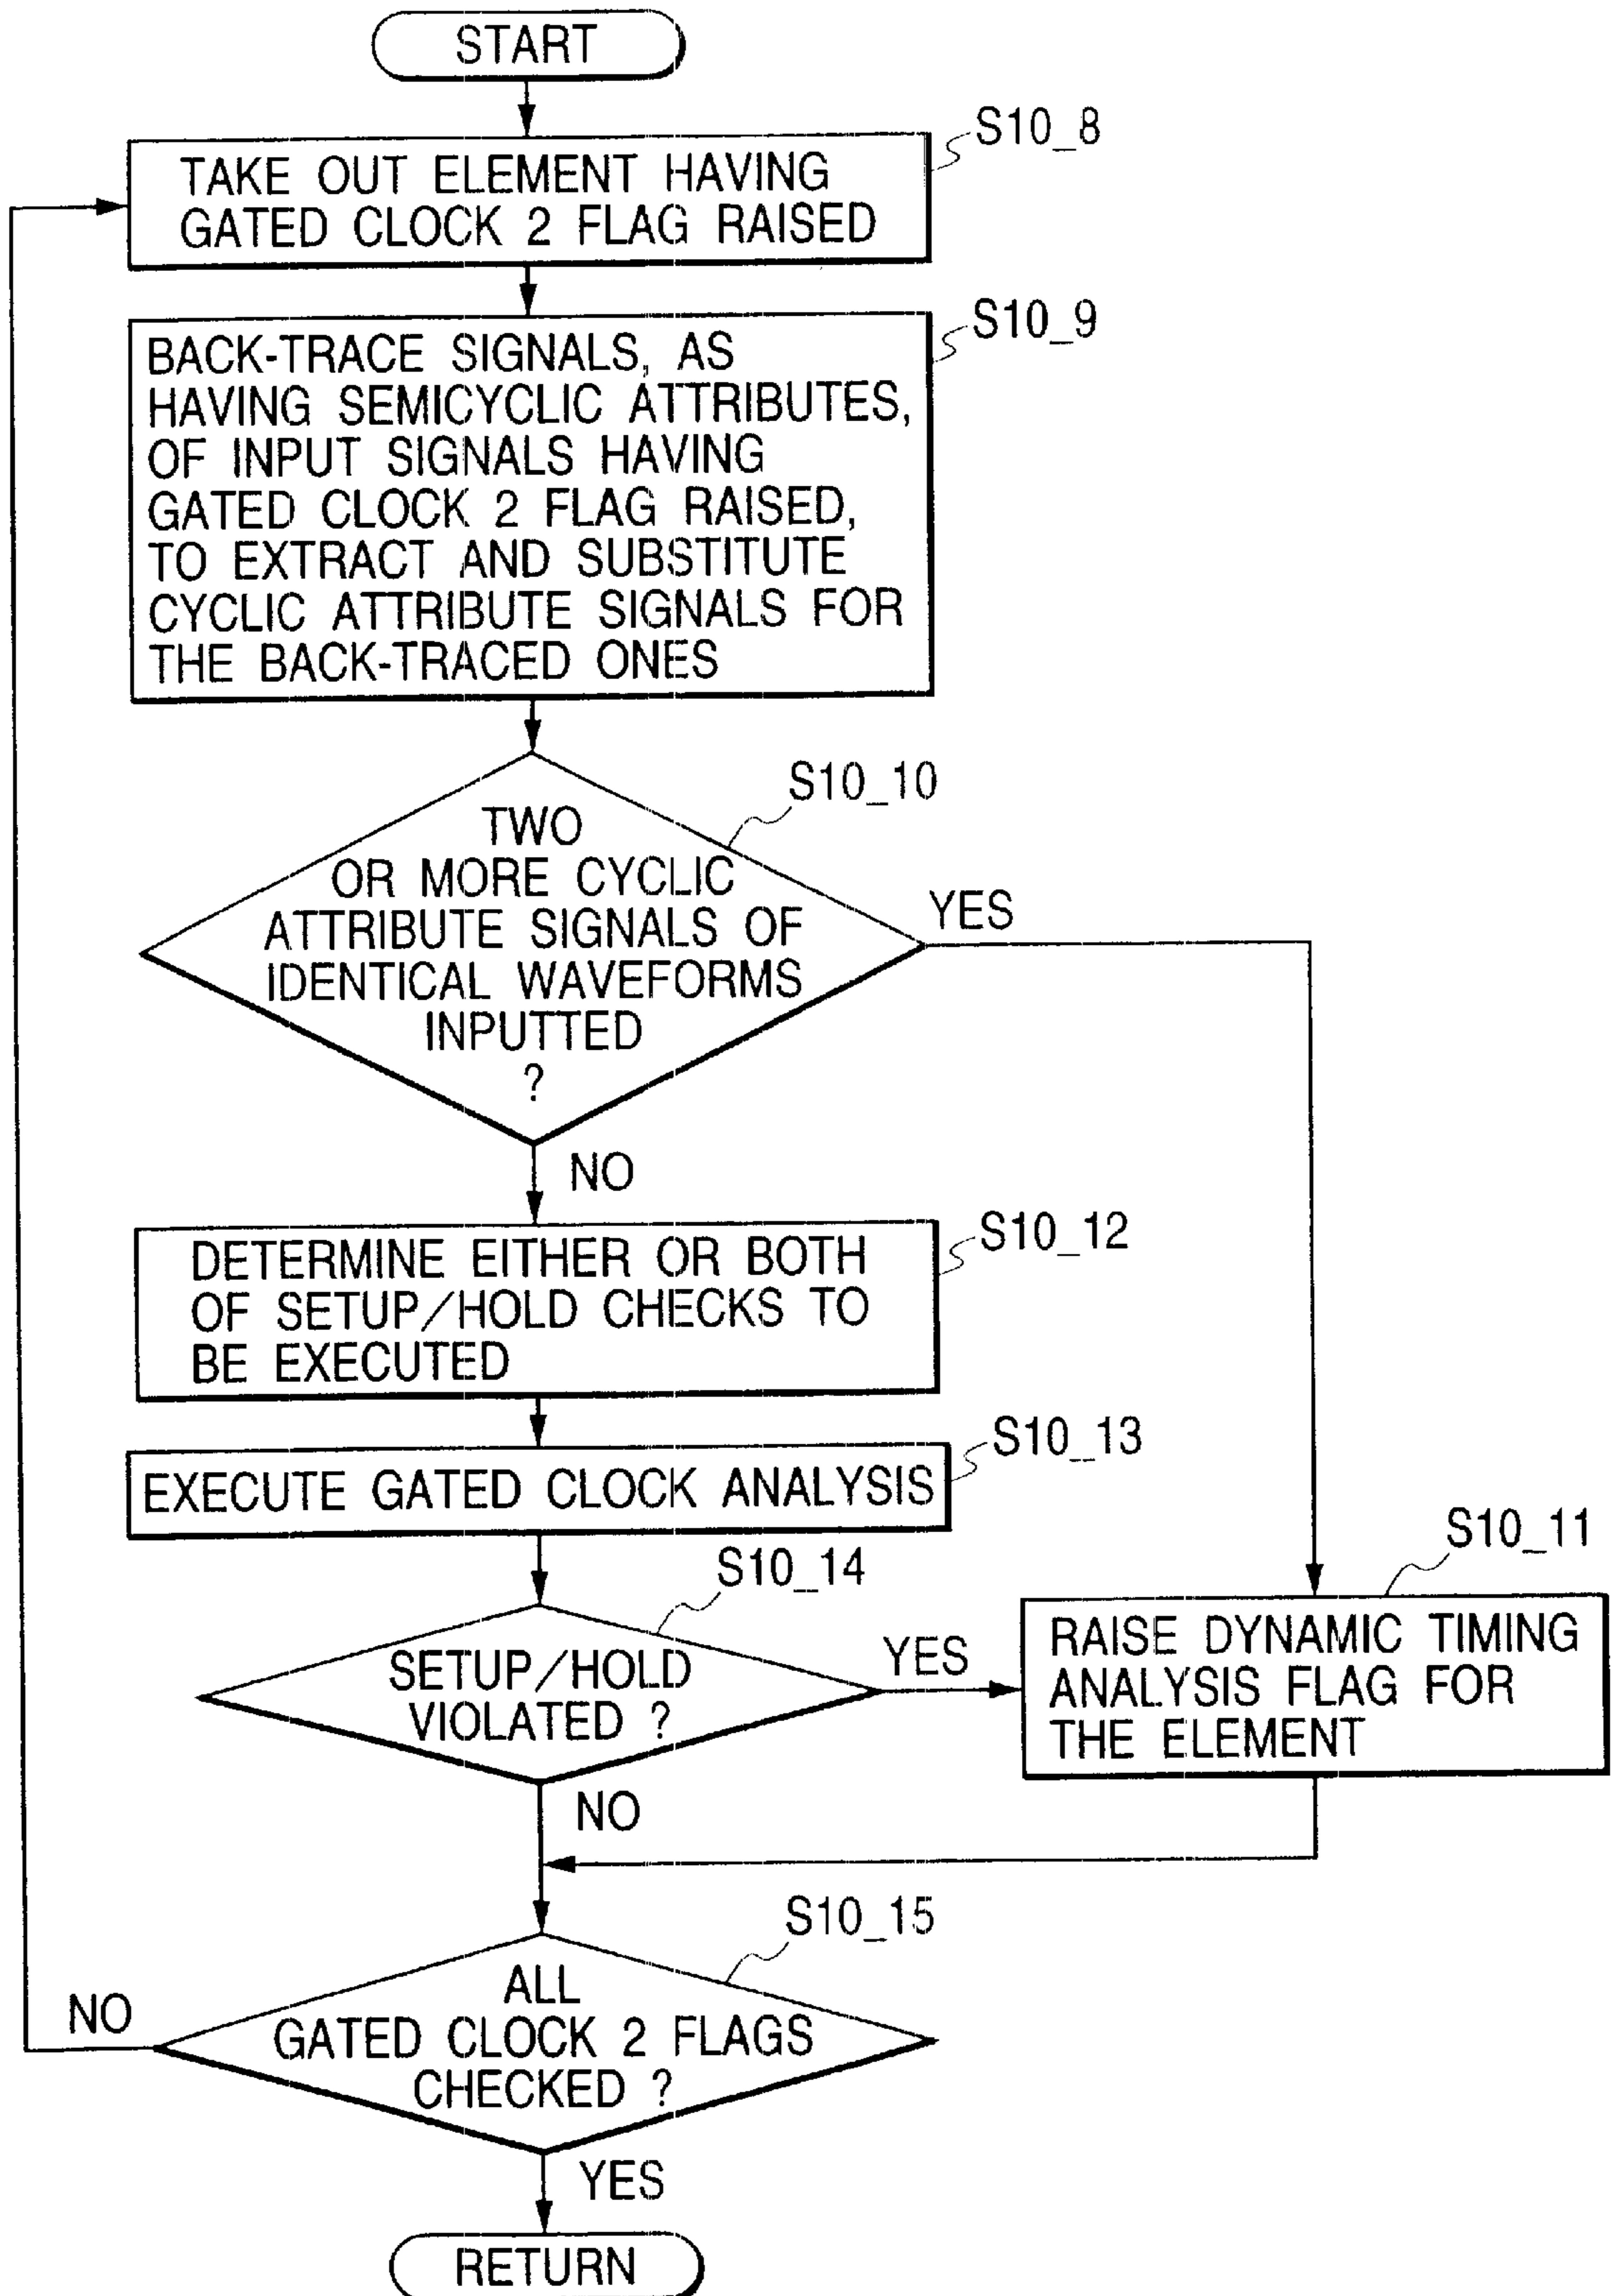 START
S10_8
TAKE OUT ELEMENT HAVING
GATED CLOCK 2 FLAG RAISED
S10_9
BACK-TRACE SIGNALS, AS
HAVING SEMICYCLIC ATTRIBUTES,
OF INPUT SIGNALS HAVING
GATED CLOCK 2 FLAG RAISED,
TO EXTRACT AND SUBSTITUTE
CYCLIC ATTRIBUTE SIGNALS FOR
THE BACK-TRACED ONES
S10_10
TWO
OR MORE CYCLIC
ATTRIBUTE SIGNALS OF
IDENTICAL WAVEFORMS
INPUTTED
?
YES
NO
S10_12
DETERMINE EITHER OR BOTH
OF SETUP/HOLD CHECKS TO
BE EXECUTED
S10_13
EXECUTE GATED CLOCK ANALYSIS
S10_14
SETUP/HOLD
VIOLATED ?
YES
NO
S10_11
RAISE DYNAMIC TIMING
ANALYSIS FLAG FOR
THE ELEMENT
S10_15
ALL
GATED CLOCK 2 FLAGS
CHECKED ?
NO
YES
RETURN